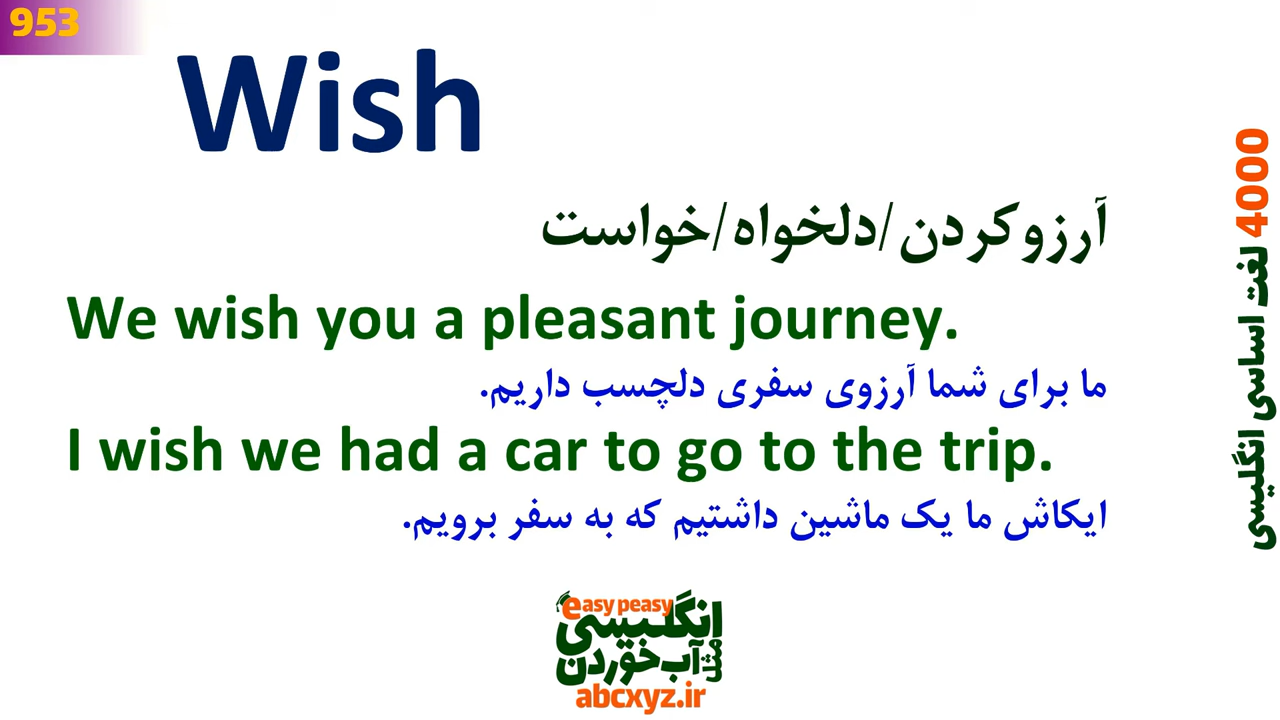 953
Wish
آرزوکردن/دلخواه/خواست
We wish you a pleasant journey.
ما برای شما آرزوی سفری دلچسب داریم.
I wish we had a car to go to the trip.
ایکاش ما یک ماشین داشتیم که به سفر برویم.
4000 لغت اساسی انگلیسی
easy peasy
انگلیسی
مثل آب خوردن
abcxyz.ir